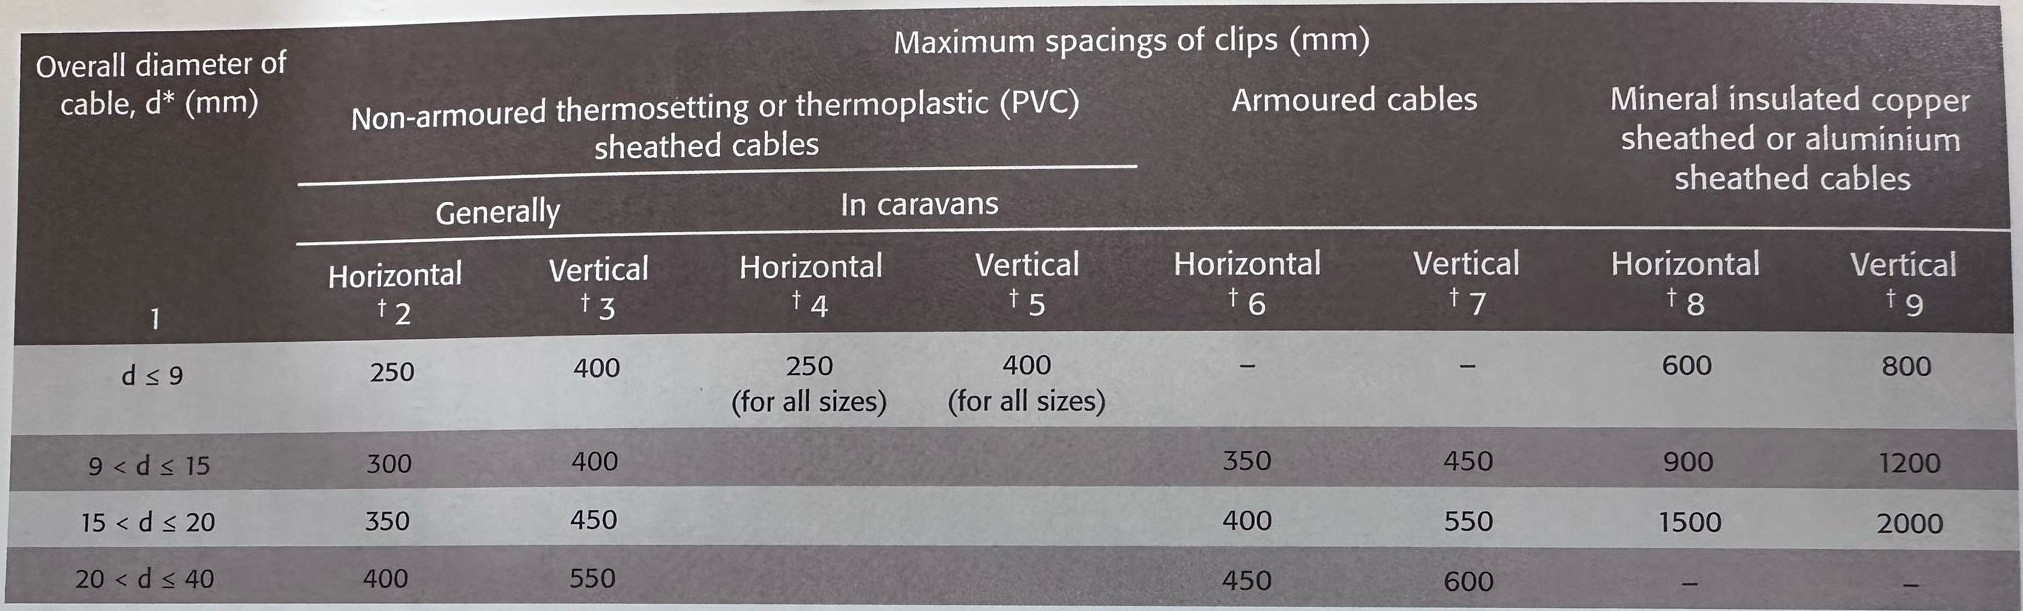 Maximum spacings of clips (mm)
Overall diameter of
cable, d* (mm)
Non-armoured thermosetting or thermoplastic (PVC)
sheathed cables
Armoured cables
Mineral insulated copper
sheathed or aluminium
sheathed cables
Generally In caravans
Horizontal Vertical Horizontal Vertical Horizontal Vertical Horizontal Vertical
1 † 2 † 3 † 4 † 5 † 6 † 7 † 8 † 9
d ≤ 9 250 400 250 400 – – 600 800
(for all sizes) (for all sizes)
9 < d ≤ 15 300 400 350 450 900 1200
15 < d ≤ 20 350 450 400 550 1500 2000
20 < d ≤ 40 400 550 450 600 – –